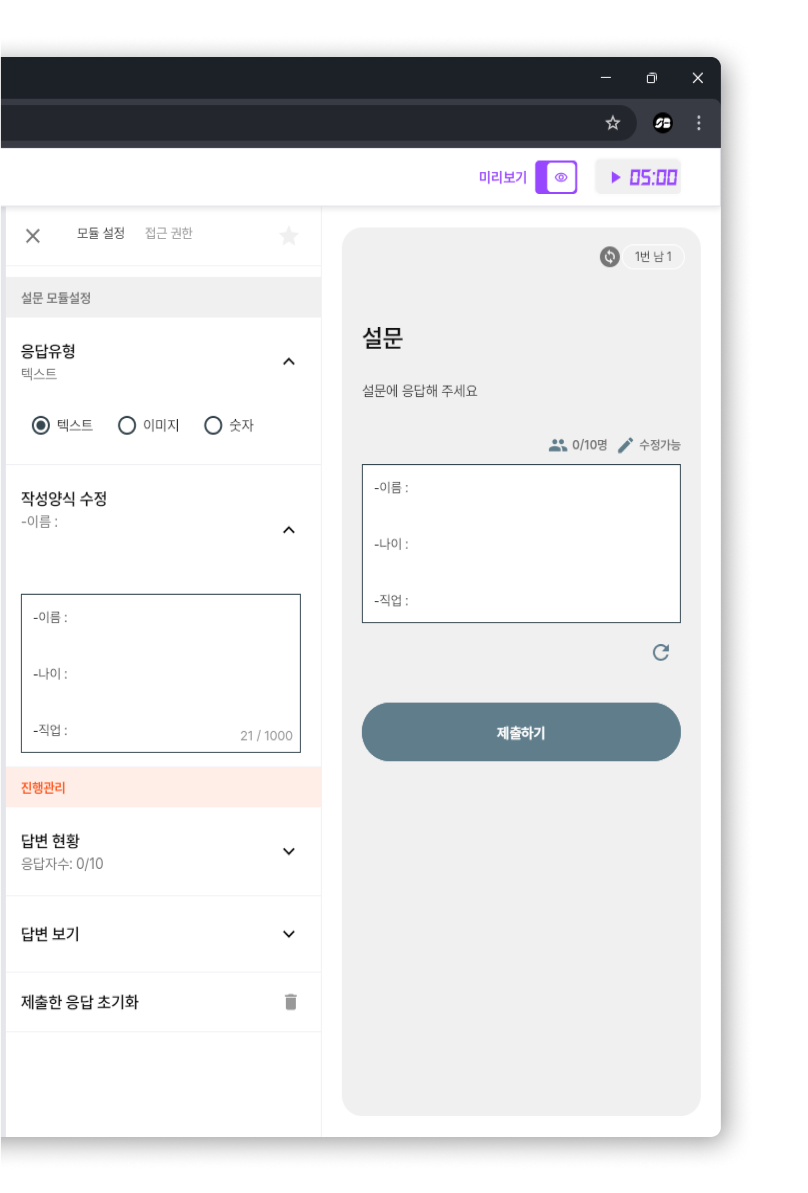 미리보기
05:00
모듈 설정 접근 권한
1번 남 1
설문 모듈설정
응답유형
텍스트
텍스트 이미지 숫자
작성양식 수정
-이름 :
-이름 :
-나이 :
-직업 :
21 / 1000
진행관리
답변 현황
응답자수: 0/10
답변 보기
제출한 응답 초기화
설문
설문에 응답해 주세요
0/10명 수정가능
-이름 :
-나이 :
-직업 :
제출하기